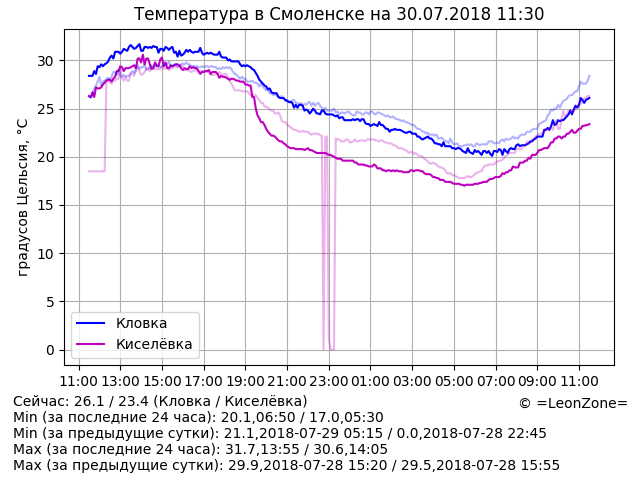 Температура в Смоленске на 30.07.2018 11:30
градусов Цельсия, °C
30
25
20
15
10
5
0
Кловка
Киселёвка
11:00 13:00 15:00 17:00 19:00 21:00 23:00 01:00 03:00 05:00 07:00 09:00 11:00
Сейчас: 26.1 / 23.4 (Кловка / Киселёвка)
© =LeonZone=
Min (за последние 24 часа): 20.1,06:50 / 17.0,05:30
Min (за предыдущие сутки): 21.1,2018-07-29 05:15 / 0.0,2018-07-28 22:45
Max (за последние 24 часа): 31.7,13:55 / 30.6,14:05
Max (за предыдущие сутки): 29.9,2018-07-28 15:20 / 29.5,2018-07-28 15:55